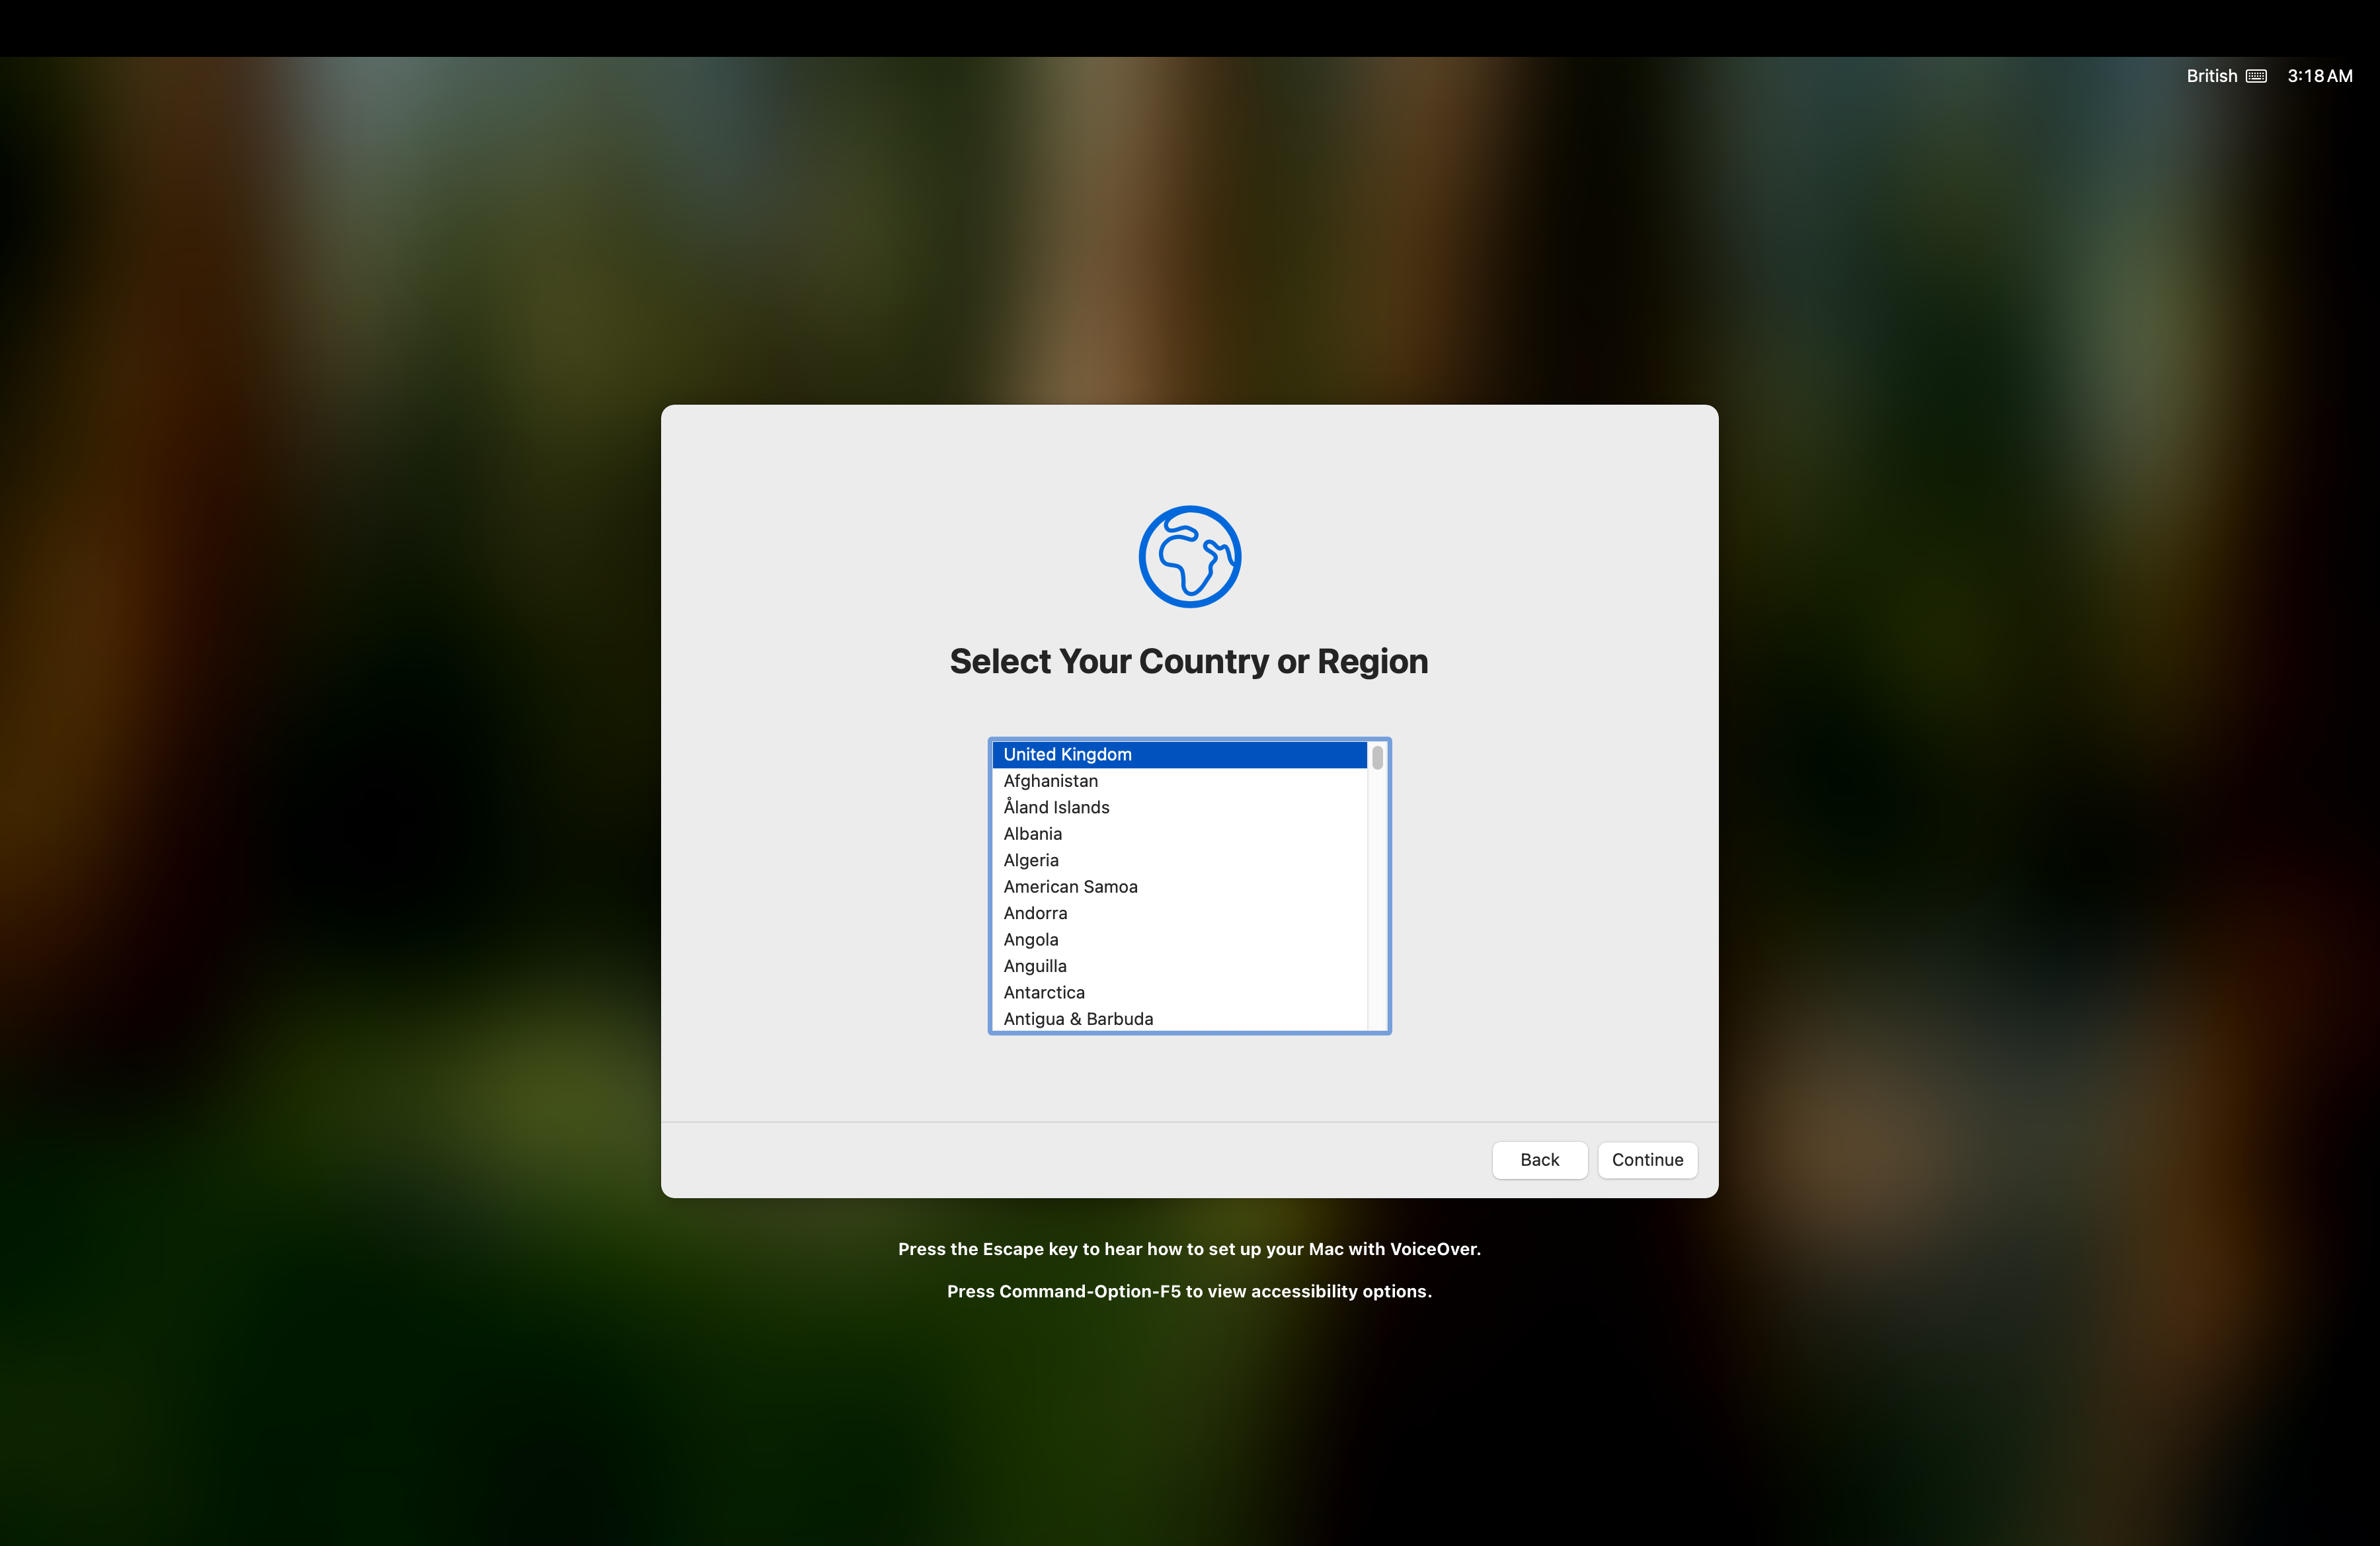 British 3:18 AM
Select Your Country or Region
United Kingdom
Afghanistan
Åland Islands
Albania
Algeria
American Samoa
Andorra
Angola
Anguilla
Antarctica
Antigua & Barbuda
Back Continue
Press the Escape key to hear how to set up your Mac with VoiceOver.
Press Command-Option-F5 to view accessibility options.